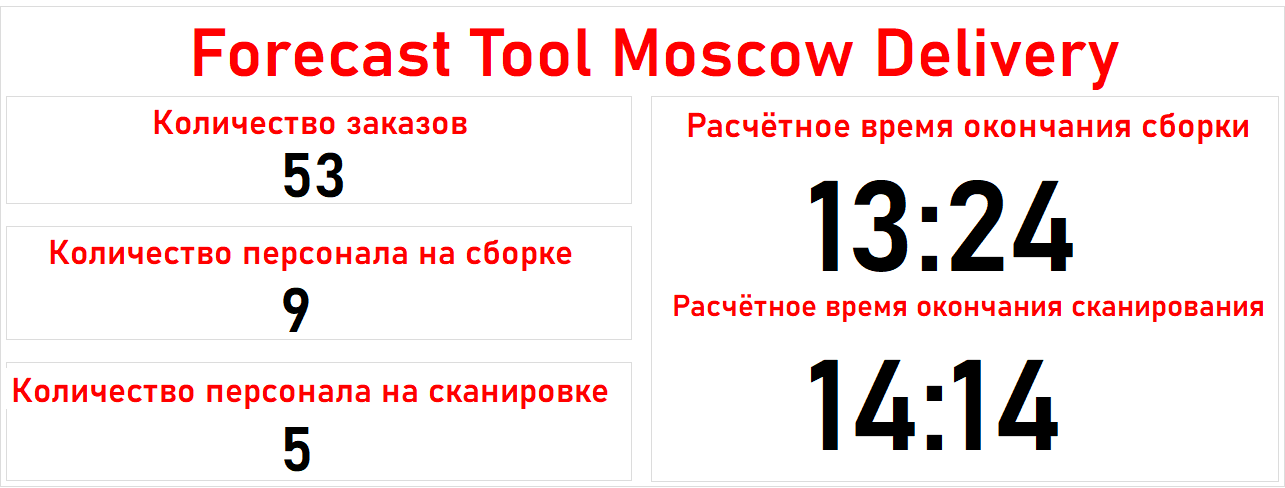 Forecast Tool Moscow Delivery
Количество заказов
53
Количество персонала на сборке
9
Количество персонала на сканировке
5
Расчётное время окончания сборки
13:24
Расчётное время окончания сканирования
14:14